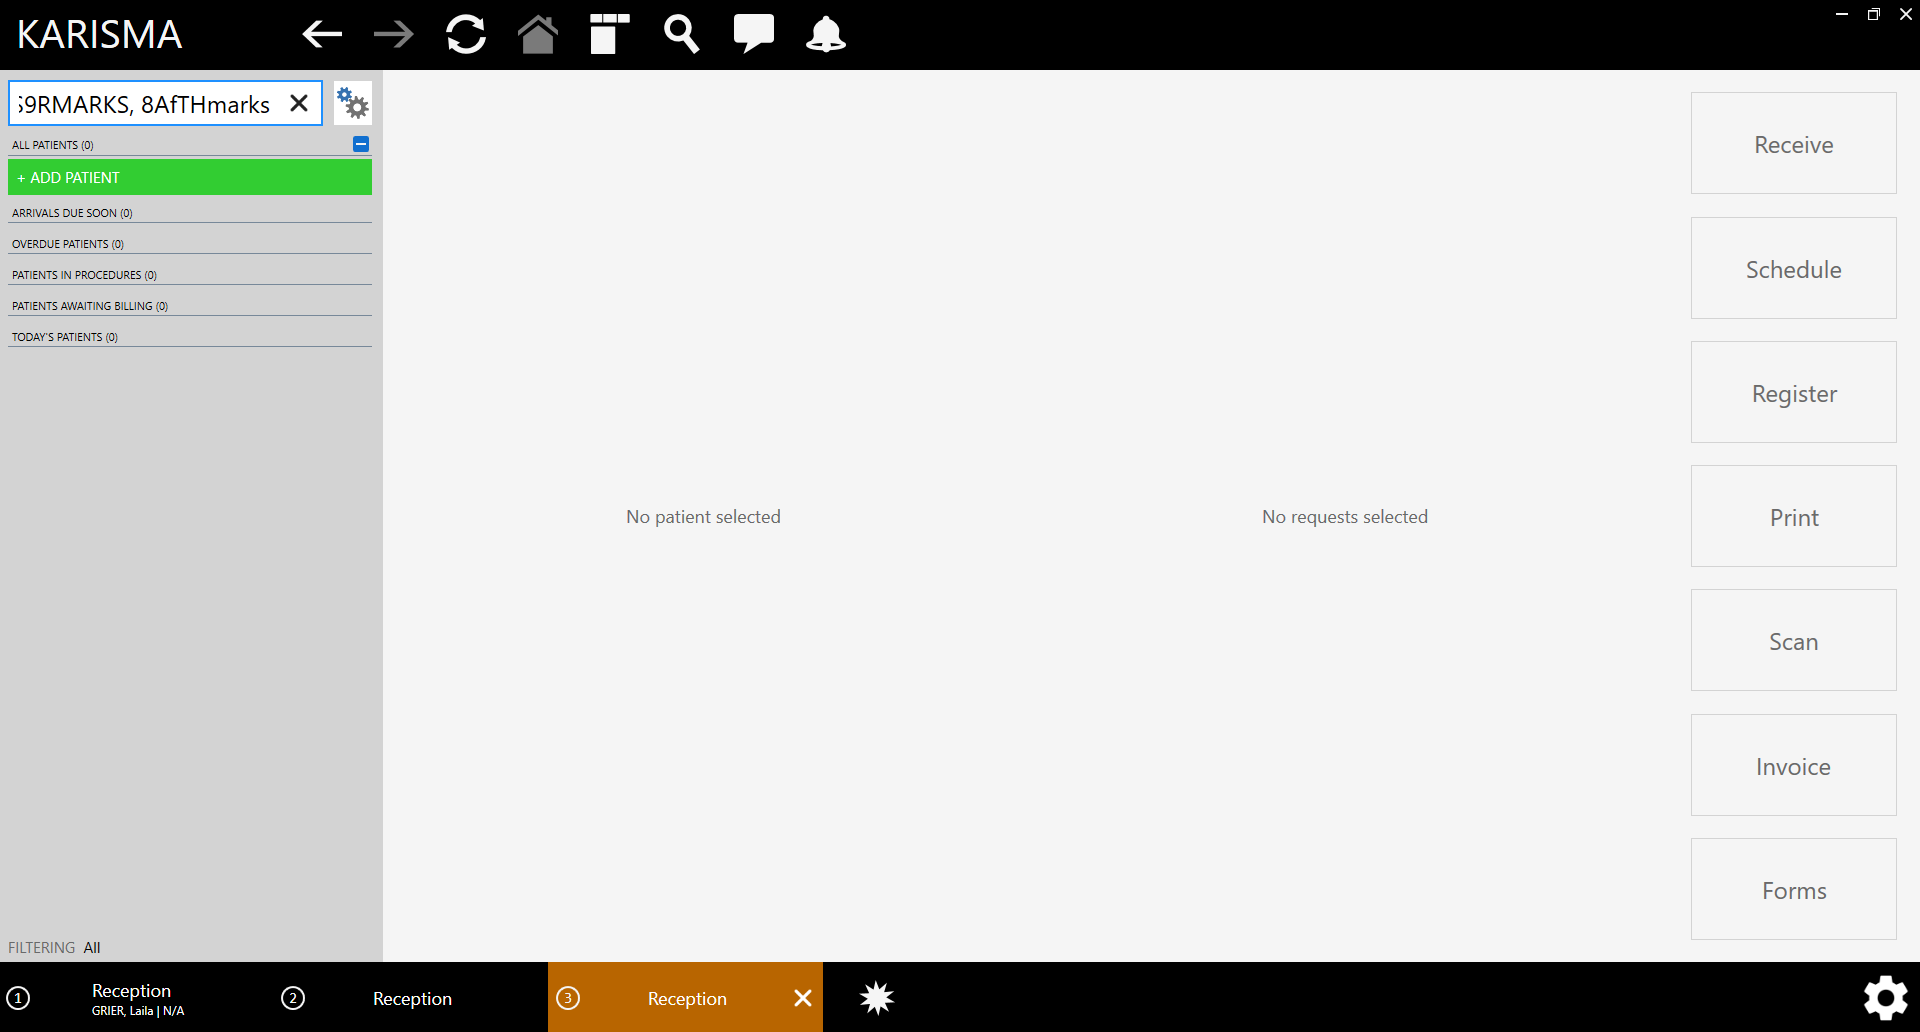 KARISMA
S9RMARKS, 8AfTHmarks
ALL PATIENTS (0)
+ ADD PATIENT
ARRIVALS DUE SOON (0)
OVERDUE PATIENTS (0)
PATIENTS IN PROCEDURES (0)
PATIENTS AWAITING BILLING (0)
TODAY'S PATIENTS (0)
No patient selected
No requests selected
Receive
Schedule
Register
Print
Scan
Invoice
Forms
FILTERING All
1 Reception
GRIER, Laila | N/A
2 Reception
3 Reception